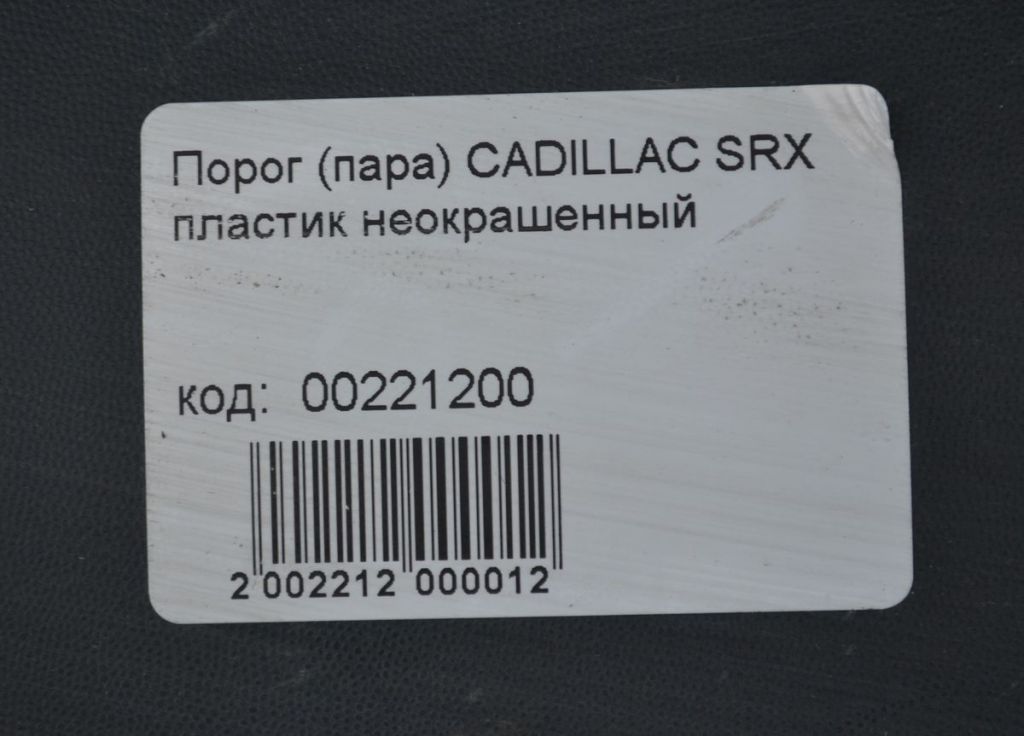 Порог (пара) CADILLAC SRX
пластик неокрашенный
код: 00221200
2 002212 000012